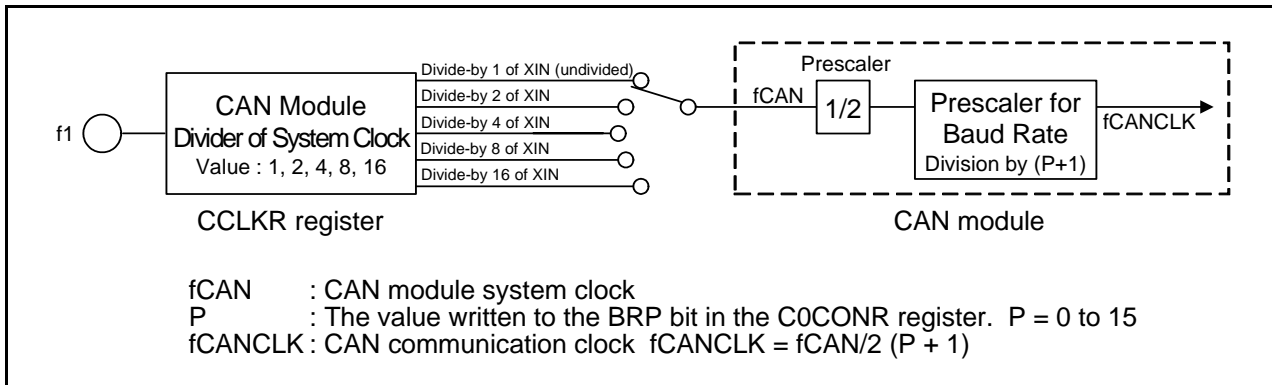 f1
CAN Module
Divider of System Clock
Value : 1, 2, 4, 8, 16
CCLKR register
Divide-by 1 of XIN (undivided)
Divide-by 2 of XIN
Divide-by 4 of XIN
Divide-by 8 of XIN
Divide-by 16 of XIN
fCAN
Prescaler
1/2
Prescaler for
Baud Rate
Division by (P+1)
fCANCLK
CAN module
fCAN : CAN module system clock
P : The value written to the BRP bit in the C0CONR register. P = 0 to 15
fCANCLK : CAN communication clock fCANCLK = fCAN/2 (P + 1)